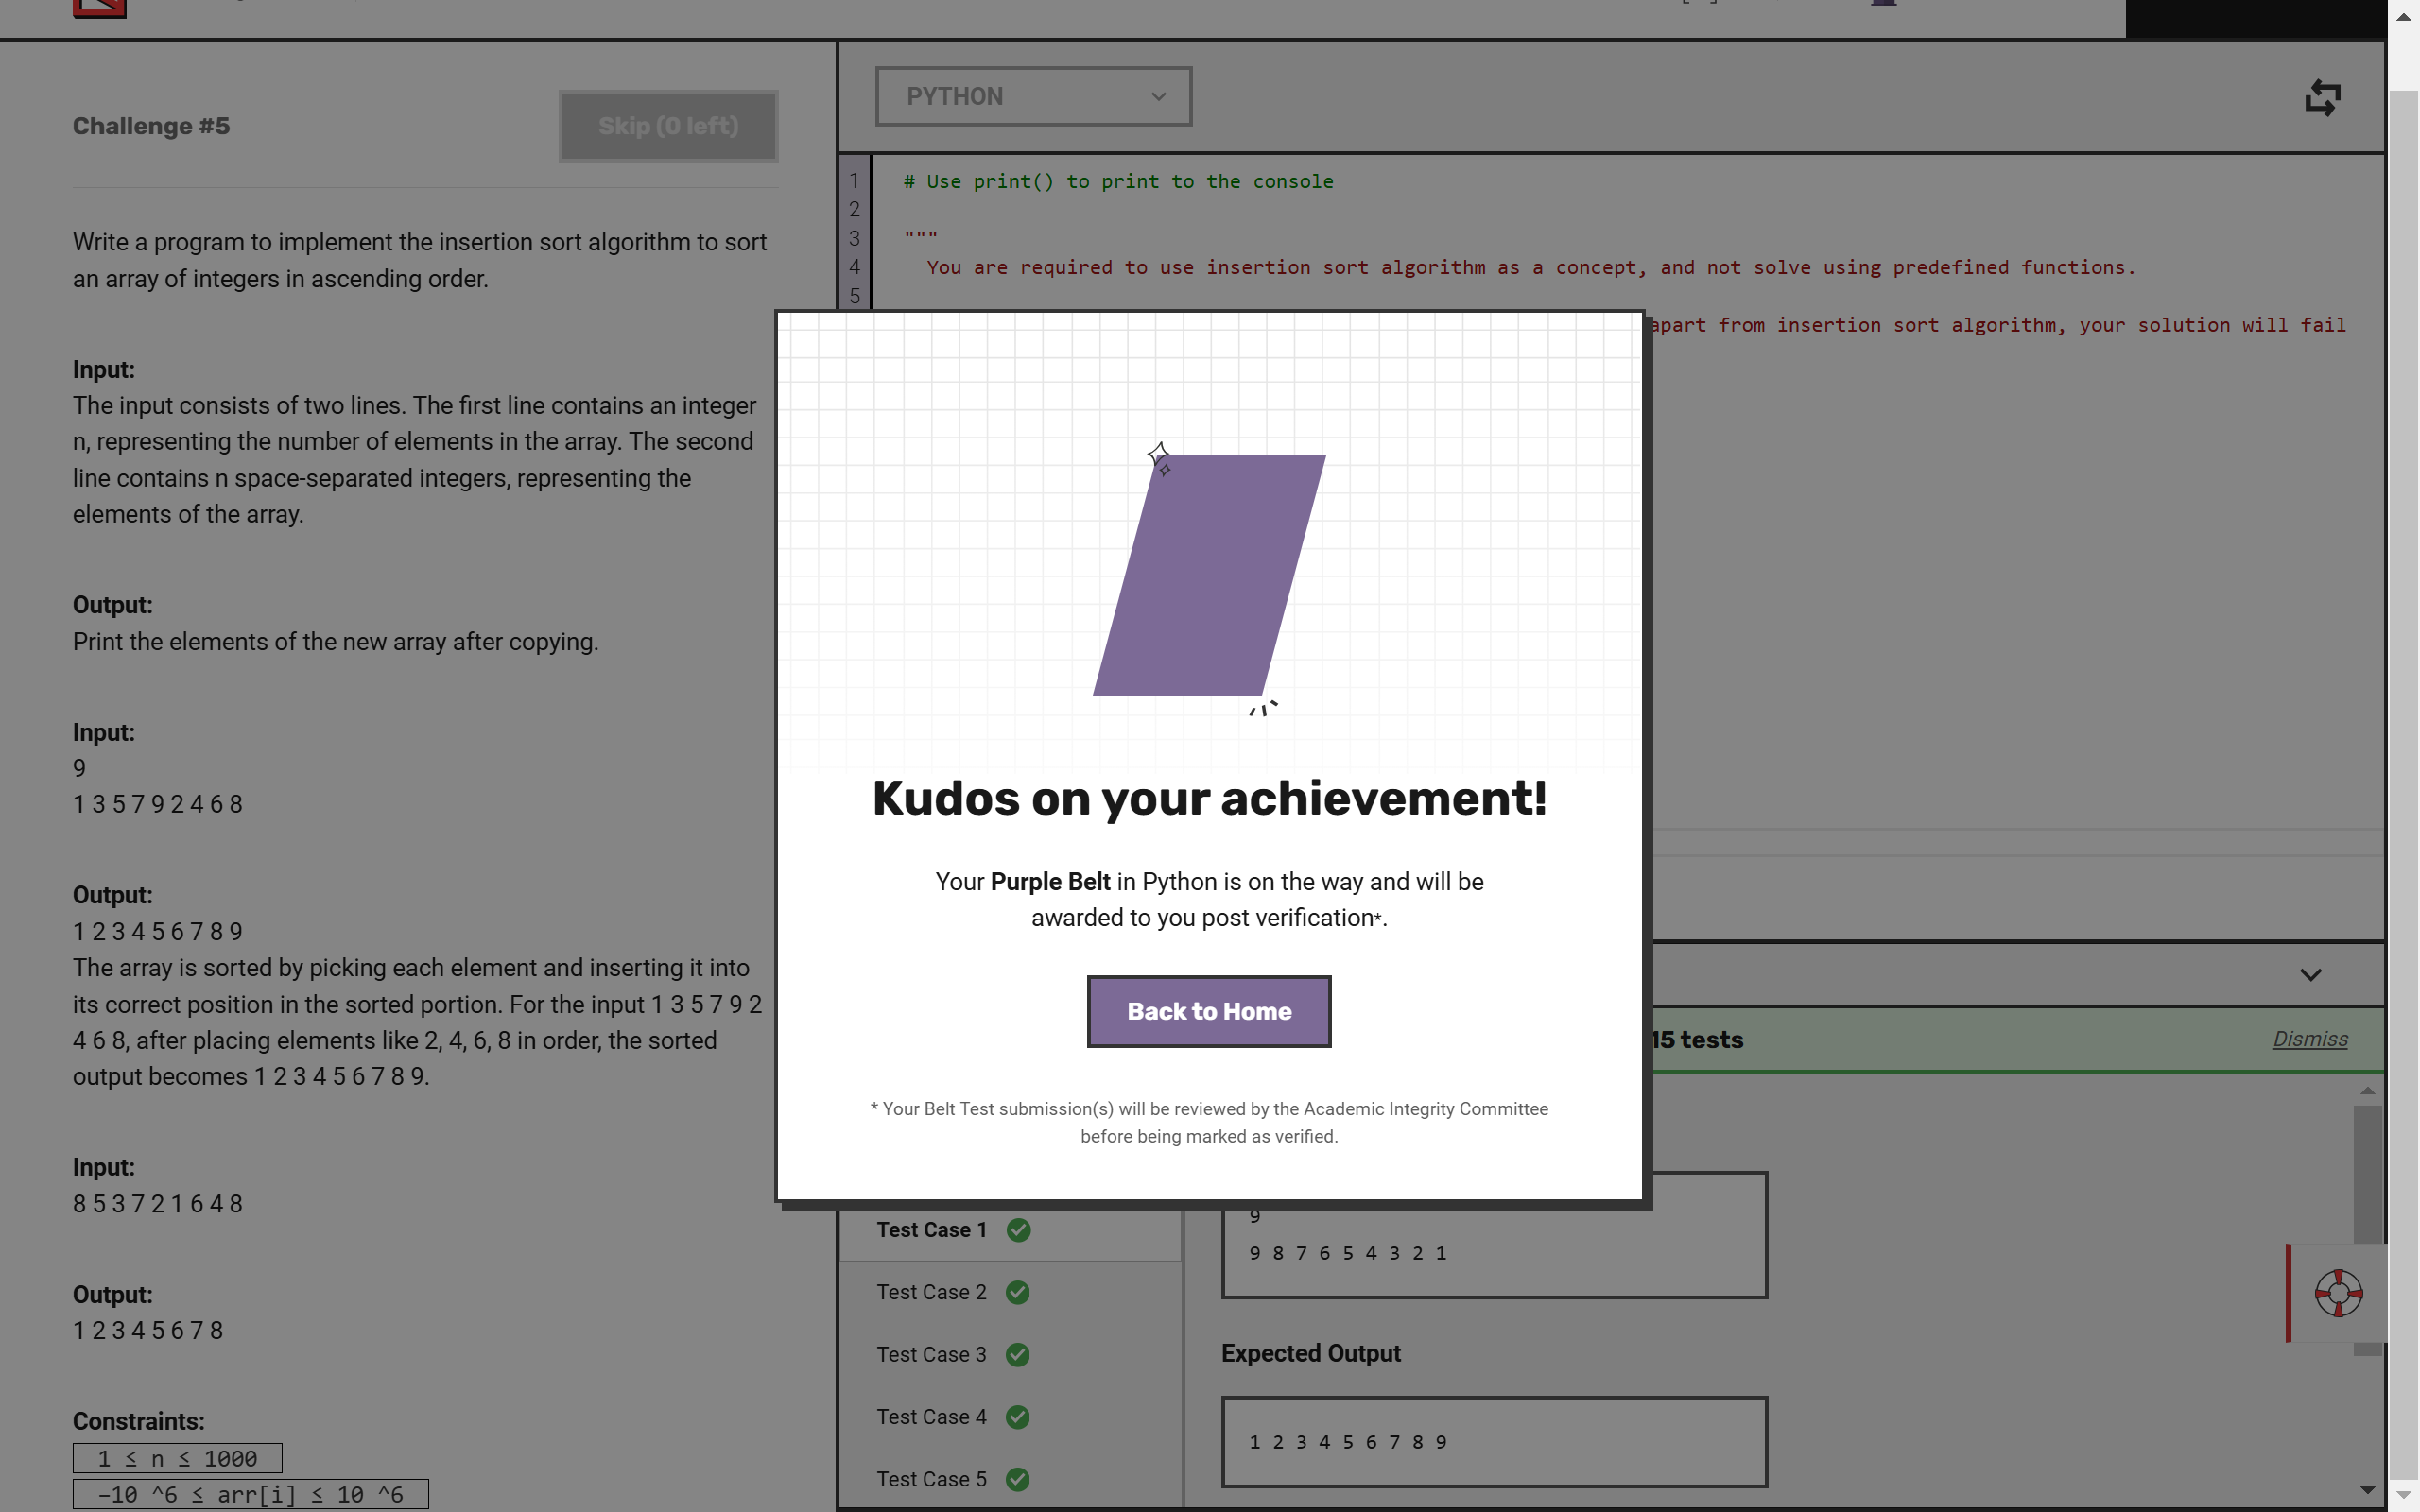 PYTHON
Challenge #5
Skip (0 left)
Write a program to implement the insertion sort algorithm to sort
an array of integers in ascending order.
Input:
The input consists of two lines. The first line contains an integer
n, representing the number of elements in the array. The second
line contains n space-separated integers, representing the
elements of the array.
Output:
Print the elements of the new array after copying.
Input:
9
1 3 5 7 9 2 4 6 8
Output:
1 2 3 4 5 6 7 8 9
The array is sorted by picking each element and inserting it into
its correct position in the sorted portion. For the input 1 3 5 7 9 2
4 6 8, after placing elements like 2, 4, 6, 8 in order, the sorted
output becomes 1 2 3 4 5 6 7 8 9.
Input:
8 5 3 7 2 1 6 4 8
Output:
1 2 3 4 5 6 7 8
Constraints:
1 ≤ n ≤ 1000
−10 ^6 ≤ arr[i] ≤ 10 ^6
1 # Use print() to print to the console
2
3 """
4 You are required to use insertion sort algorithm as a concept, and not solve using predefined functions.
5
apart from insertion sort algorithm, your solution will fail
Kudos on your achievement!
Your Purple Belt in Python is on the way and will be
awarded to you post verification*.
Back to Home
* Your Belt Test submission(s) will be reviewed by the Academic Integrity Committee
before being marked as verified.
15 tests
Dismiss
Test Case 1
Test Case 2
Test Case 3
Test Case 4
Test Case 5
9
9 8 7 6 5 4 3 2 1
Expected Output
1 2 3 4 5 6 7 8 9